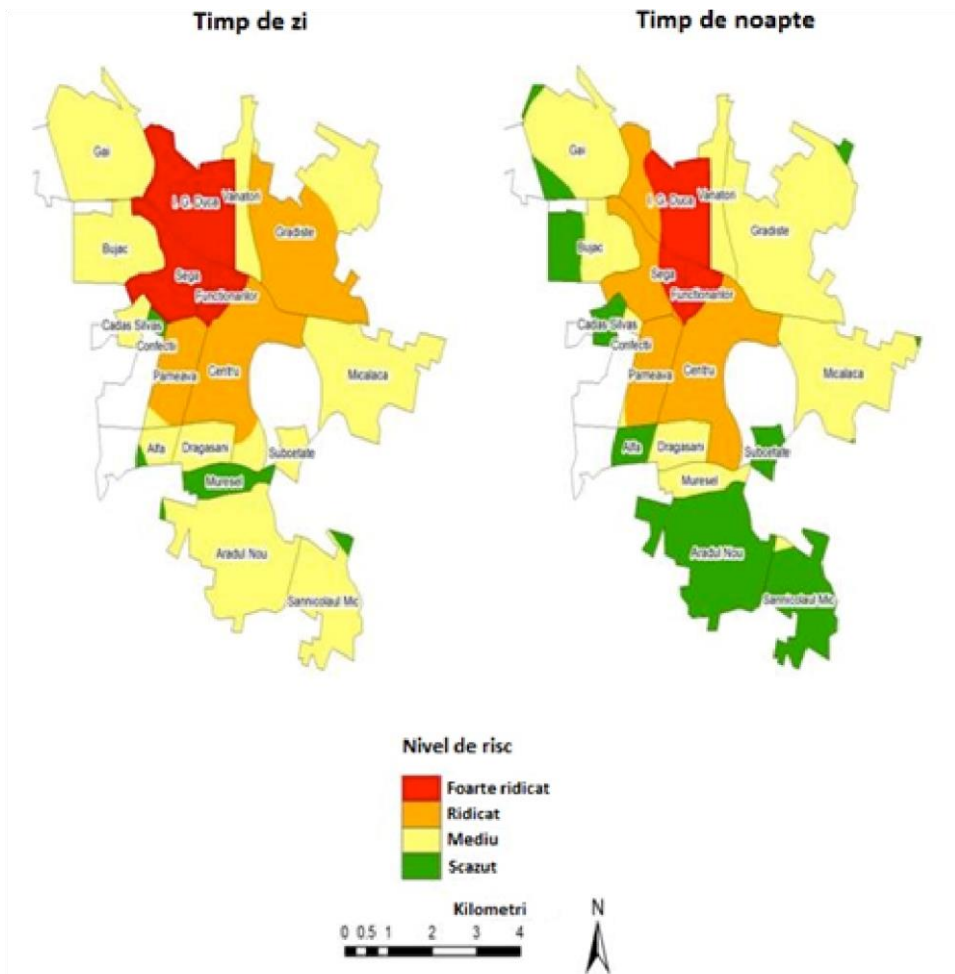 Timp de zi
Gai
I. G. Duca
Vanatori
Gradiste
Bujac
Sega
Functionarilor
Cadas Silvas
Confectii
Parneava
Centru
Micalaca
Alfa
Dragasani
Subcetate
Muresel
Aradul Nou
Sannicolaul Mic
Timp de noapte
Gai
I. G. Duca
Vanatori
Gradiste
Bujac
Sega
Functionarilor
Cadas Silvas
Confectii
Parneava
Centru
Micalaca
Alfa
Dragasani
Subcetate
Muresel
Aradul Nou
Sannicolaul Mic
Nivel de risc
Foarte ridicat
Ridicat
Mediu
Scazut
Kilometri
0 0.5 1 2 3 4
N